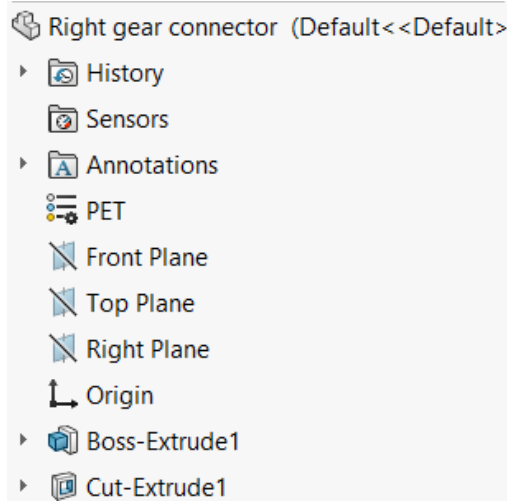 Right gear connector (Default<<Default>
History
Sensors
Annotations
PET
Front Plane
Top Plane
Right Plane
Origin
Boss-Extrude1
Cut-Extrude1